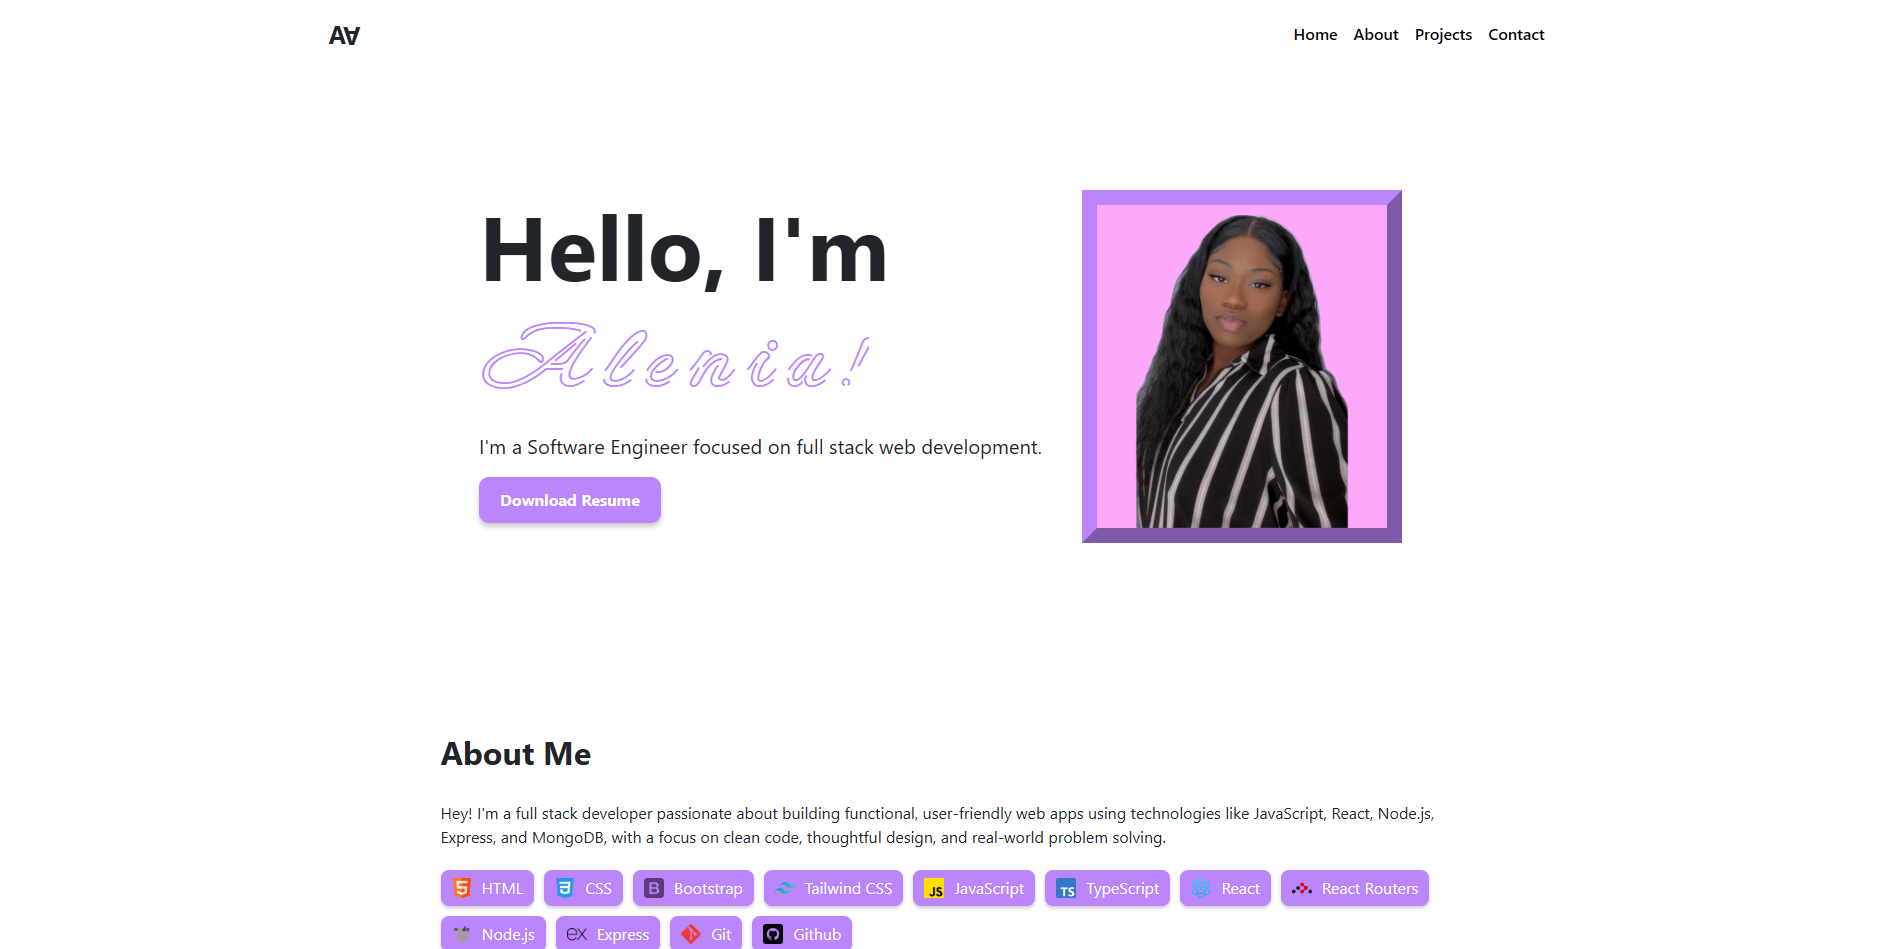 A∀
Home About Projects Contact
Hello, I'm
Alenia!
I'm a Software Engineer focused on full stack web development.
Download Resume
About Me
Hey! I'm a full stack developer passionate about building functional, user-friendly web apps using technologies like JavaScript, React, Node.js,
Express, and MongoDB, with a focus on clean code, thoughtful design, and real-world problem solving.
HTML CSS Bootstrap Tailwind CSS JS JavaScript TS TypeScript React React Routers
Node.js ex Express Git Github